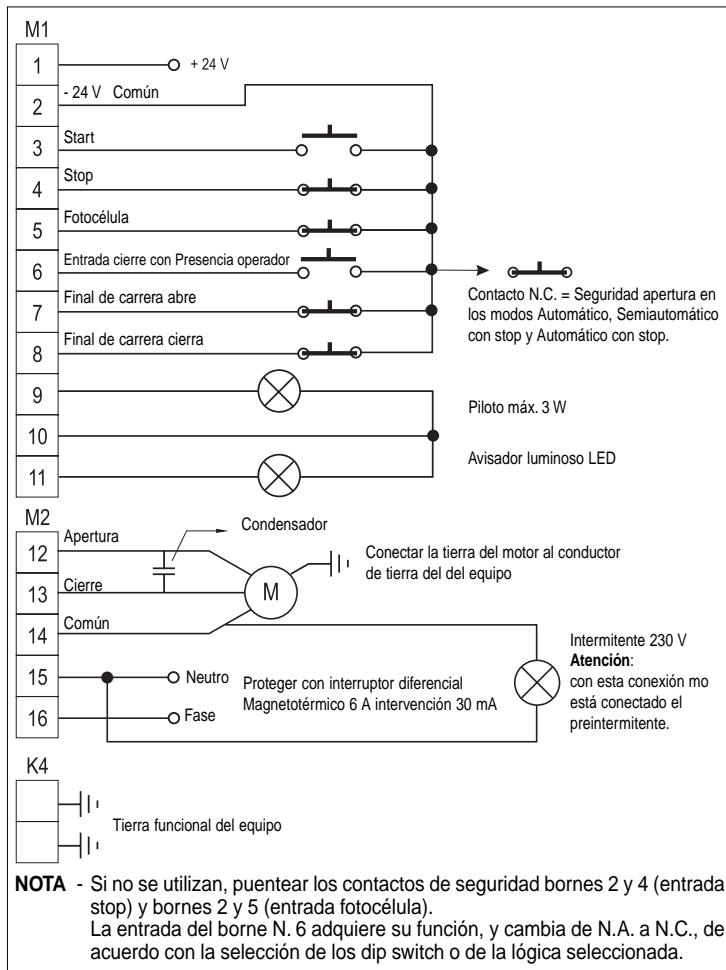 M1
1
+ 24 V
2
- 24 V Común
3
Start
4
Stop
5
Fotocélula
6
Entrada cierre con Presencia operador
7
Final de carrera abre
8
Final de carrera cierra
Contacto N.C. = Seguridad apertura en
los modos Automático, Semiautomático
con stop y Automático con stop.
9
Piloto máx. 3 W
10
Avisador luminoso LED
11
M2
Condensador
12
Apertura
Conectar la tierra del motor al conductor
de tierra del del equipo
13
Cierre
M
14
Común
15
Neutro
Proteger con interruptor diferencial
Magnetotérmico 6 A intervención 30 mA
16
Fase
Intermitente 230 V
Atención:
con esta conexión mo
está conectado el
preintermitente.
K4
Tierra funcional del equipo
NOTA - Si no se utilizan, puentear los contactos de seguridad bornes 2 y 4 (entrada
stop) y bornes 2 y 5 (entrada fotocélula).
La entrada del borne N. 6 adquiere su función, y cambia de N.A. a N.C., de
acuerdo con la selección de los dip switch o de la lógica seleccionada.